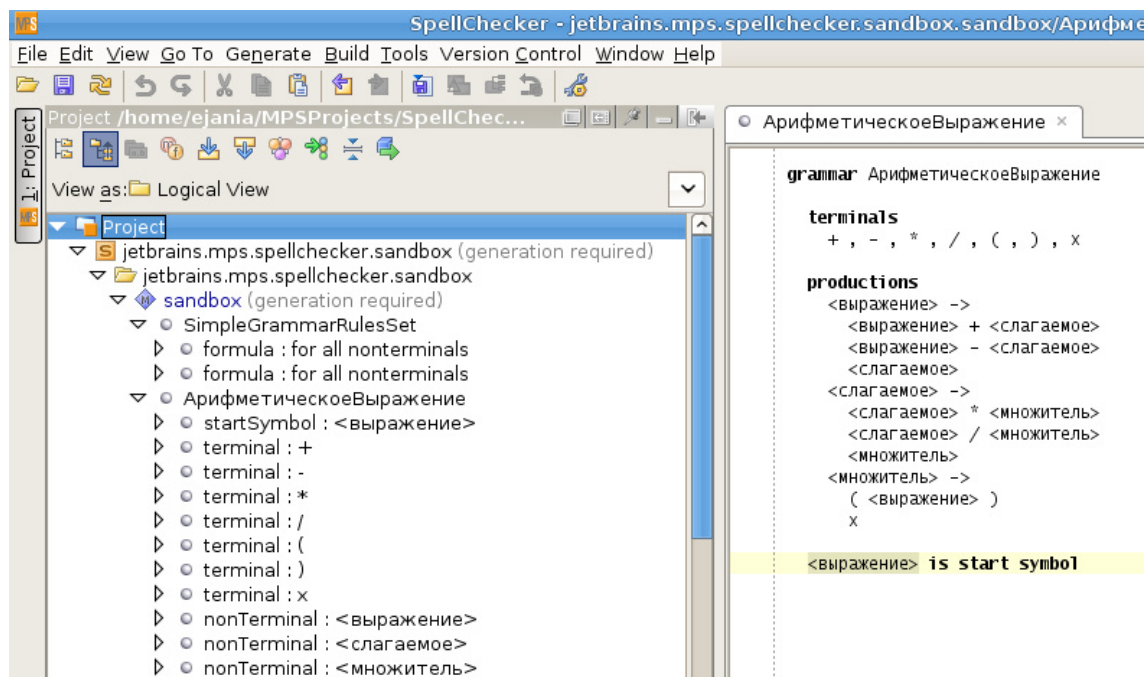 MPS
SpellChecker - jetbrains.mps.spellchecker.sandbox.sandbox/Арифме
File Edit View Go To Generate Build Tools Version Control Window Help
1: Project
MPS
Project /home/ejania/MPSProjects/SpellChec...
View as: Logical View
Project
S jetbrains.mps.spellchecker.sandbox (generation required)
jetbrains.mps.spellchecker.sandbox
M sandbox (generation required)
SimpleGrammarRulesSet
formula : for all nonterminals
formula : for all nonterminals
АрифметическоеВыражение
startSymbol : <выражение>
terminal : +
terminal : -
terminal : *
terminal : /
terminal : (
terminal : )
terminal : x
nonTerminal : <выражение>
nonTerminal : <слагаемое>
nonTerminal : <множитель>
АрифметическоеВыражение ×
grammar АрифметическоеВыражение
terminals
+ , - , * , / , ( , ) , x
productions
<выражение> ->
<выражение> + <слагаемое>
<выражение> - <слагаемое>
<слагаемое>
<слагаемое> ->
<слагаемое> * <множитель>
<слагаемое> / <множитель>
<множитель>
<множитель> ->
( <выражение> )
x
<выражение> is start symbol